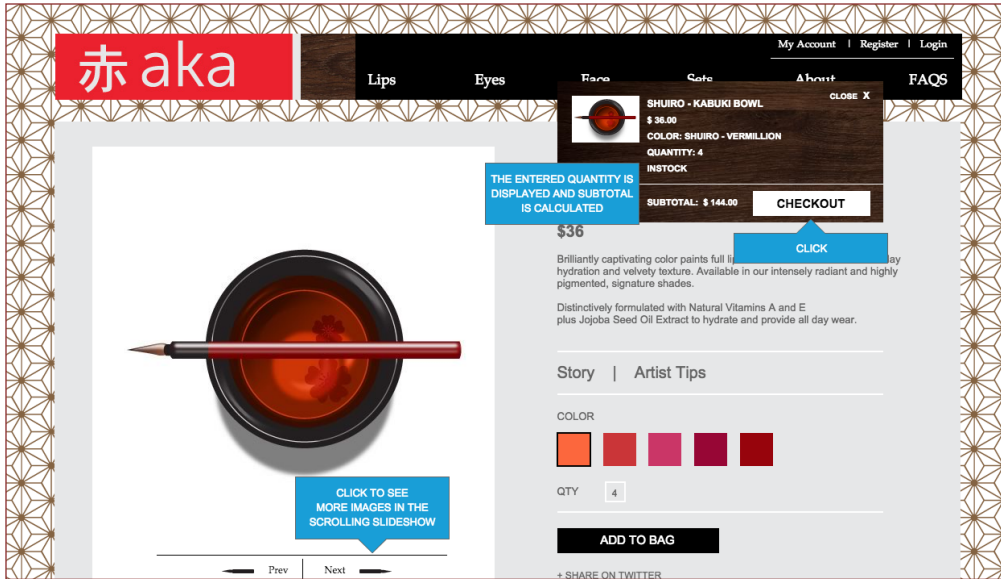 赤 aka
My Account | Register | Login
Lips Eyes Face Sets About FAQS
CLOSE X
SHUIRO - KABUKI BOWL
$ 36.00
COLOR: SHUIRO - VERMILLION
QUANTITY: 4
INSTOCK
THE ENTERED QUANTITY IS
DISPLAYED AND SUBTOTAL
IS CALCULATED
SUBTOTAL: $ 144.00
CHECKOUT
CLICK
$36
Brilliantly captivating color paints full
hydration and velvety texture. Available in our intensely radiant and highly
pigmented, signature shades.
Distinctively formulated with Natural Vitamins A and E
plus Jojoba Seed Oil Extract to hydrate and provide all day wear.
Story | Artist Tips
COLOR
QTY 4
ADD TO BAG
+ SHARE ON TWITTER
CLICK TO SEE
MORE IMAGES IN THE
SCROLLING SLIDESHOW
Prev | Next